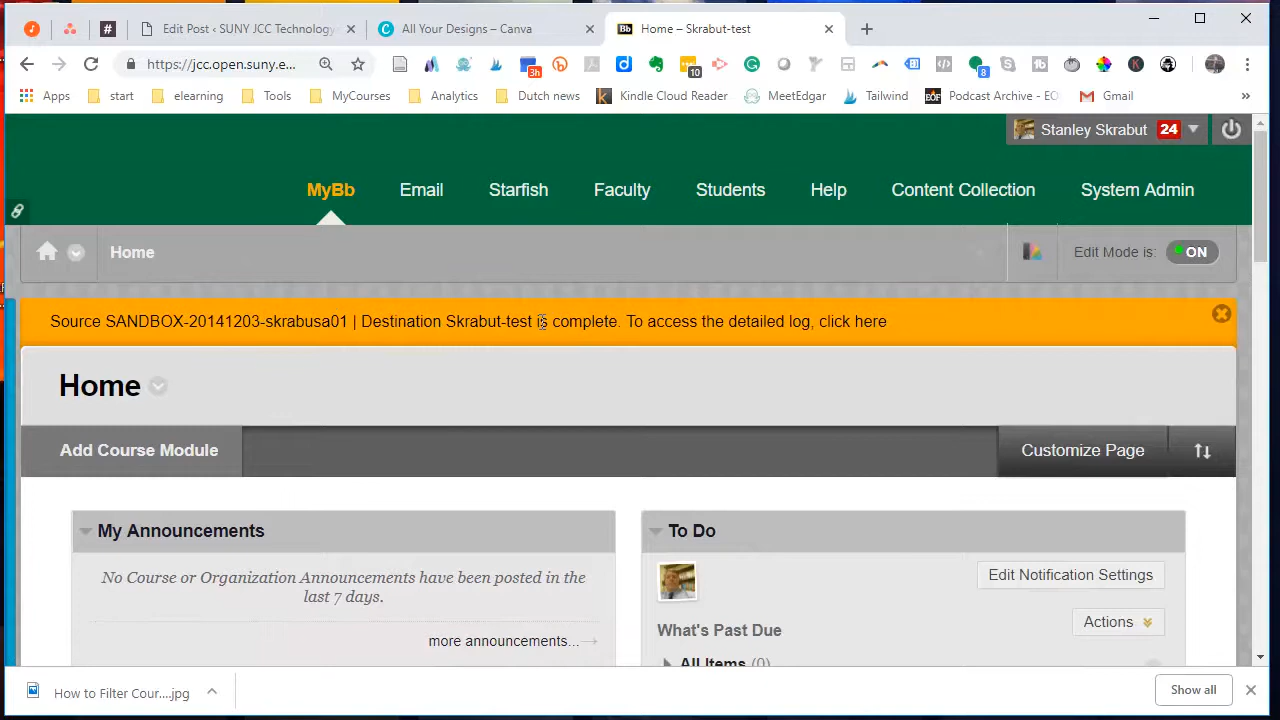 Edit Post ‹ SUNY JCC Technology
All Your Designs – Canva
Bb
Home – Skrabut-test
https://jcc.open.suny.e...
3h
10
8
Apps
start
elearning
Tools
MyCourses
Analytics
Dutch news
Kindle Cloud Reader
MeetEdgar
Tailwind
EOF
Podcast Archive - EO
Gmail
»
Stanley Skrabut
24
MyBb
Email
Starfish
Faculty
Students
Help
Content Collection
System Admin
Home
Edit Mode is:
ON
Source SANDBOX-20141203-skrabusa01 | Destination Skrabut-test is complete. To access the detailed log, click here
Home
Add Course Module
Customize Page
My Announcements
No Course or Organization Announcements have been posted in the
last 7 days.
more announcements...
To Do
Edit Notification Settings
Actions
What's Past Due
All Items (0)
How to Filter Cour....jpg
Show all